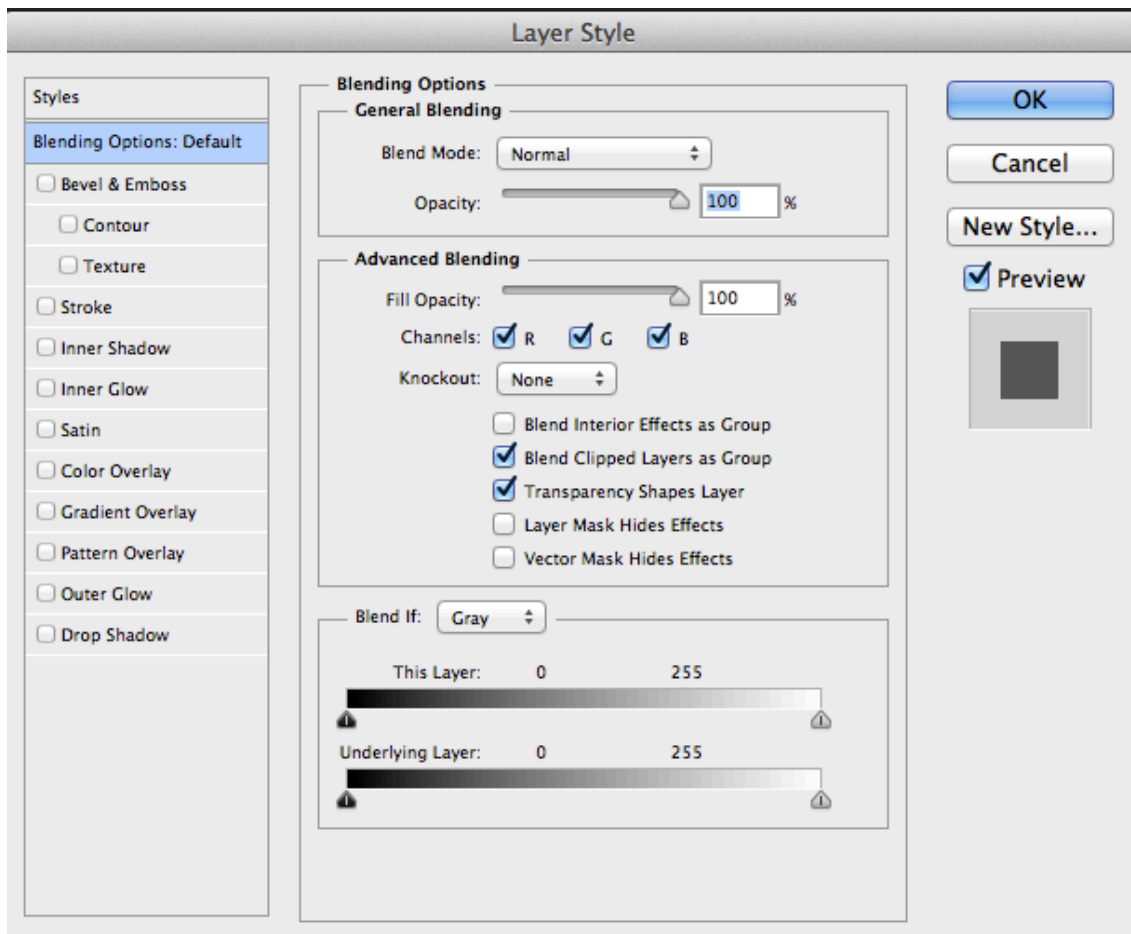 Layer Style
Styles
Blending Options: Default
Bevel & Emboss
Contour
Texture
Stroke
Inner Shadow
Inner Glow
Satin
Color Overlay
Gradient Overlay
Pattern Overlay
Outer Glow
Drop Shadow
Blending Options
General Blending
Blend Mode: Normal
Opacity: 100 %
Advanced Blending
Fill Opacity: 100 %
Channels: R G B
Knockout: None
Blend Interior Effects as Group
Blend Clipped Layers as Group
Transparency Shapes Layer
Layer Mask Hides Effects
Vector Mask Hides Effects
Blend If: Gray
This Layer: 0 255
Underlying Layer: 0 255
OK
Cancel
New Style...
Preview